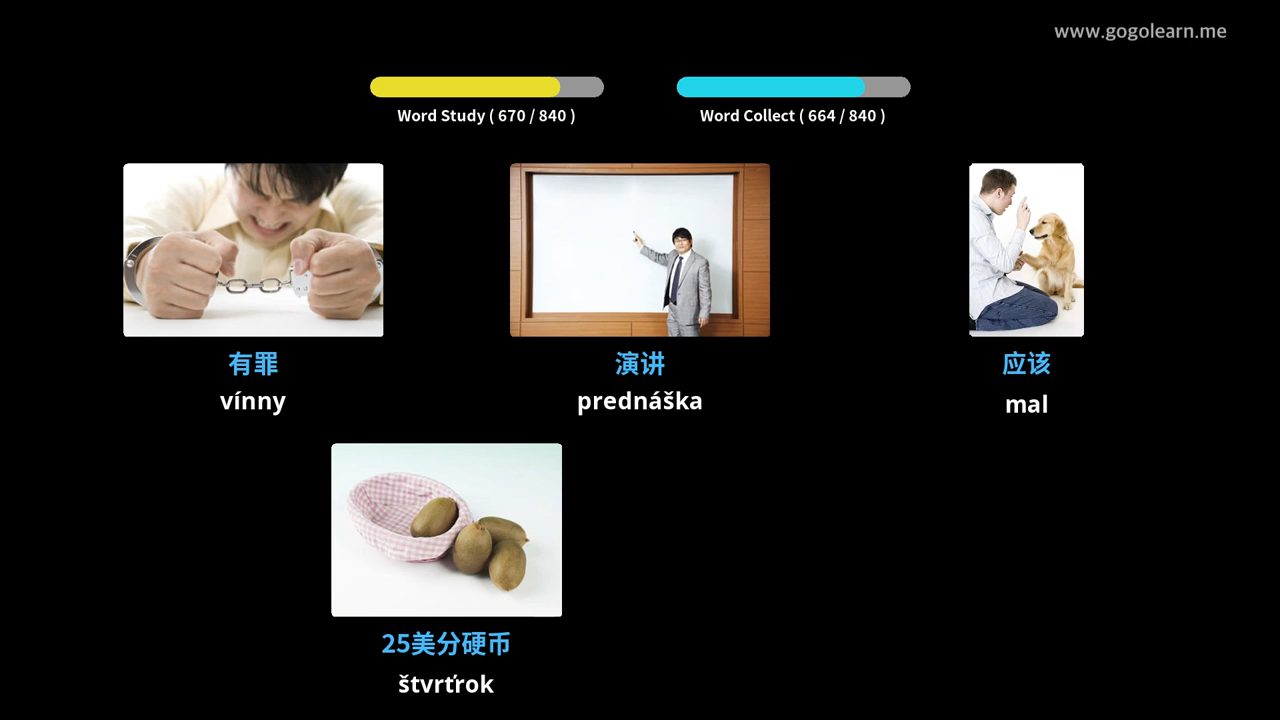 www.gogolearn.me
Word Study ( 670 / 840 )
Word Collect ( 664 / 840 )
有罪
vínny
演讲
prednáška
应该
mal
25美分硬币
štvrťrok